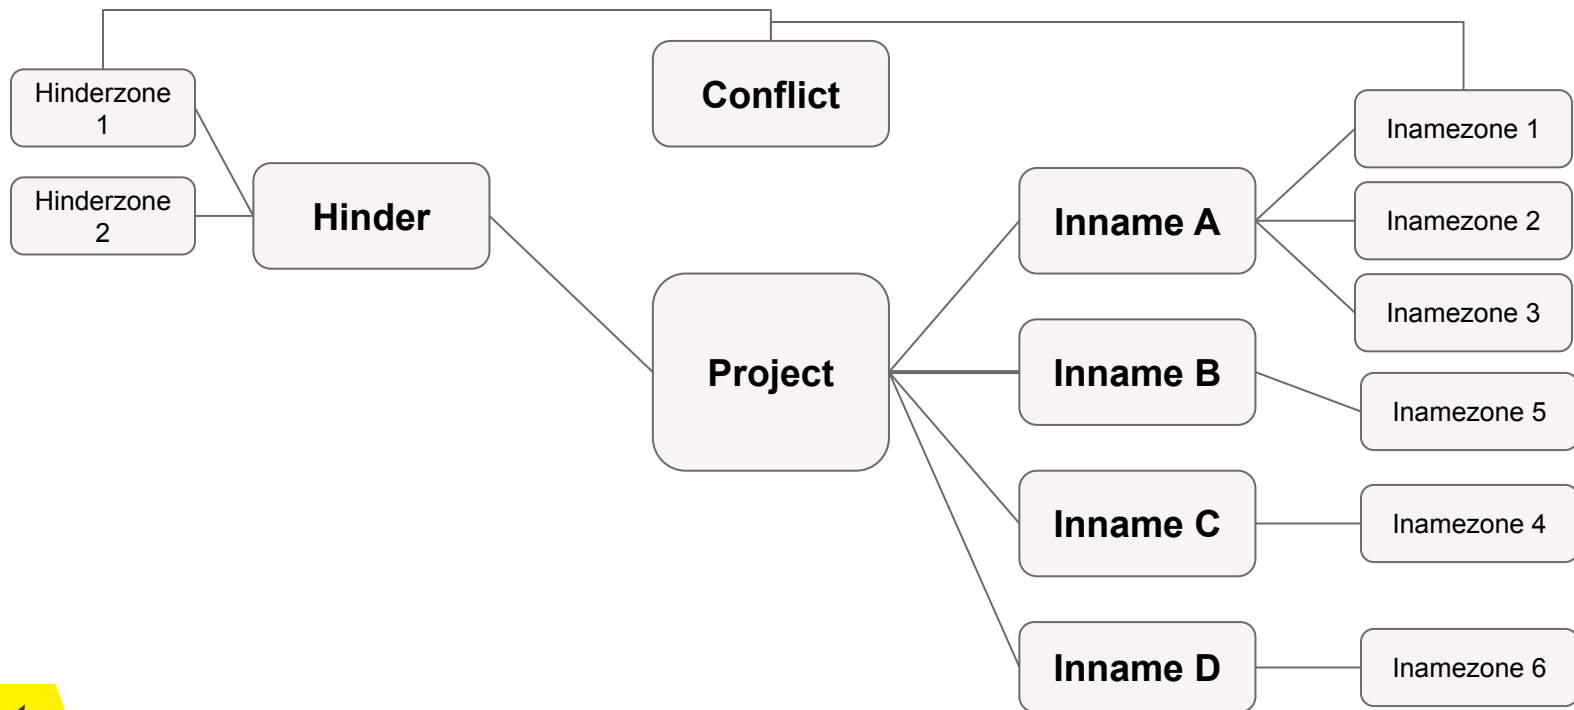 Conflict
Hinderzone
1
Inamezone 1
Hinder
Inname A
Hinderzone
2
Inamezone 2
Inamezone 3
Project
Inname B
Inamezone 5
Inname C
Inamezone 4
Inname D
Inamezone 6